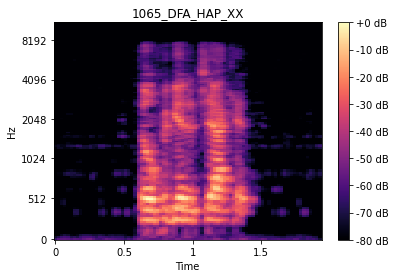 1065_DFA_HAP_XX
+0 dB
8192
-10 dB
4096
-20 dB
-30 dB
2048
Hz
-40 dB
1024
-50 dB
512
-60 dB
-70 dB
0
-80 dB
0
0.5
1
1.5
Time